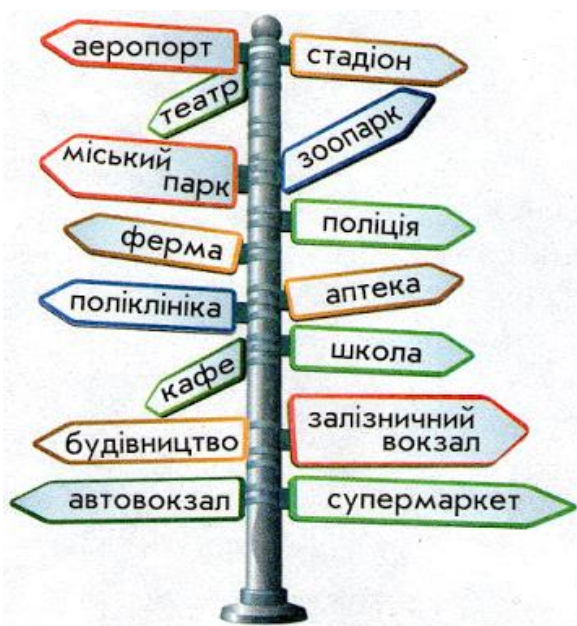 аеропорт
стадіон
театр
зоопарк
міський
парк
поліція
ферма
аптека
поліклініка
школа
кафе
залізничний
вокзал
будівництво
автовокзал
супермаркет